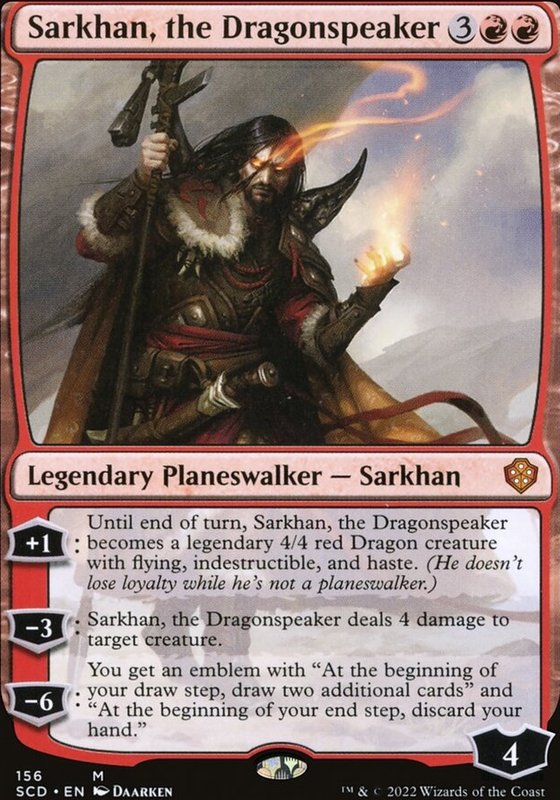 Sarkhan, the Dragonspeaker 3
Legendary Planeswalker — Sarkhan
+1 : Until end of turn, Sarkhan, the Dragonspeaker
becomes a legendary 4/4 red Dragon creature
with flying, indestructible, and haste. (He doesn't
lose loyalty while he's not a planeswalker.)
−3 : Sarkhan, the Dragonspeaker deals 4 damage to
target creature.
−6 : You get an emblem with “At the beginning of
your draw step, draw two additional cards” and
“At the beginning of your end step, discard your
hand.”
4
156 M
SCD • EN Daarken
™ & © 2022 Wizards of the Coast